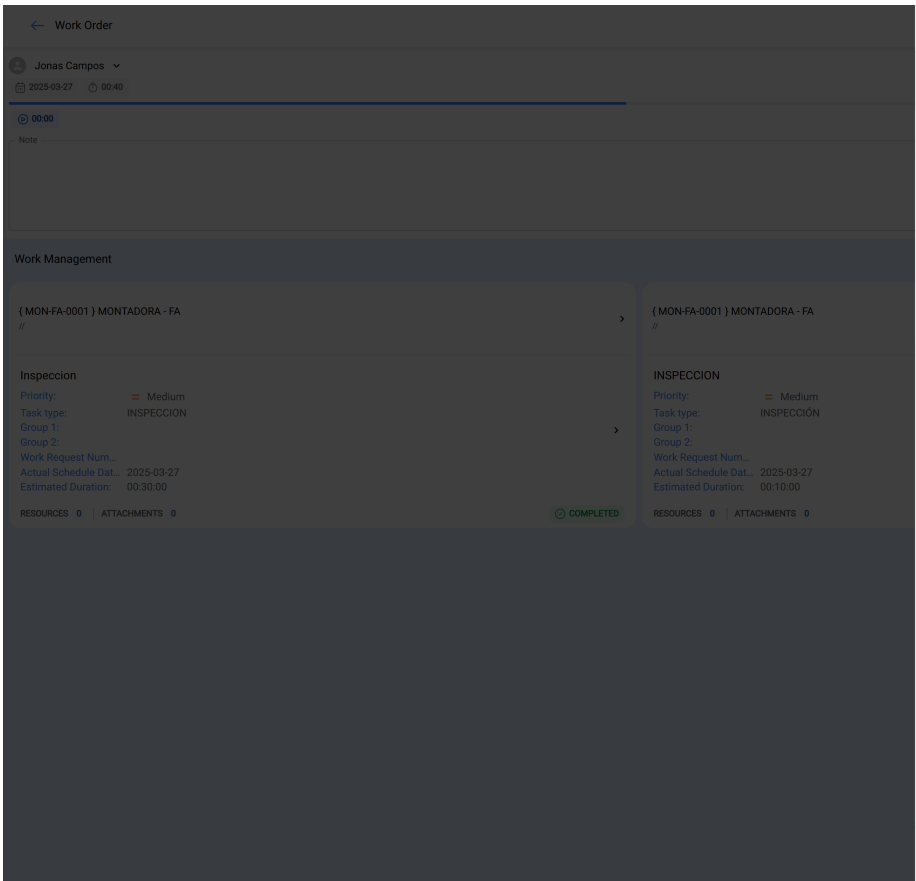 Work Order
Jonas Campos
2025-03-27 00:40
00:00
Note
Work Management
{ MON-FA-0001 } MONTADORA - FA
//
Inspeccion
Priority: Medium
Task type: INSPECCION
Group 1:
Group 2:
Work Request Num...
Actual Schedule Dat... 2025-03-27
Estimated Duration: 00:30:00
RESOURCES 0 ATTACHMENTS 0
COMPLETED
{ MON-FA-0001 } MONTADORA - FA
//
INSPECCION
Priority: Medium
Task type: INSPECCIÓN
Group 1:
Group 2:
Work Request Num...
Actual Schedule Dat... 2025-03-27
Estimated Duration: 00:10:00
RESOURCES 0 ATTACHMENTS 0